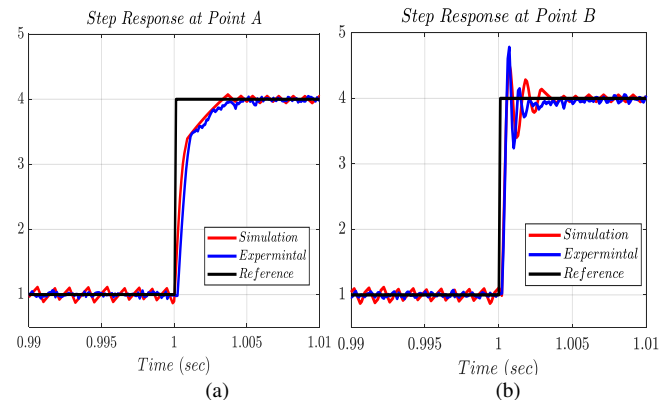 Step Response at Point A
5
4
3
2
1
0.99
0.995
1
1.005
1.01
Time (sec)
Simulation
Expermintal
Reference
(a)
Step Response at Point B
5
4
3
2
1
0.99
0.995
1
1.005
1.01
Time (sec)
Simulation
Expermintal
Reference
(b)